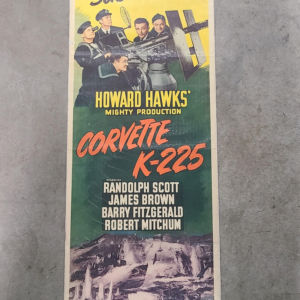 HOWARD HAWKS'
MIGHTY PRODUCTION
CORVETTE
K-225
RANDOLPH SCOTT
JAMES BROWN
BARRY FITZGERALD
ROBERT MITCHUM